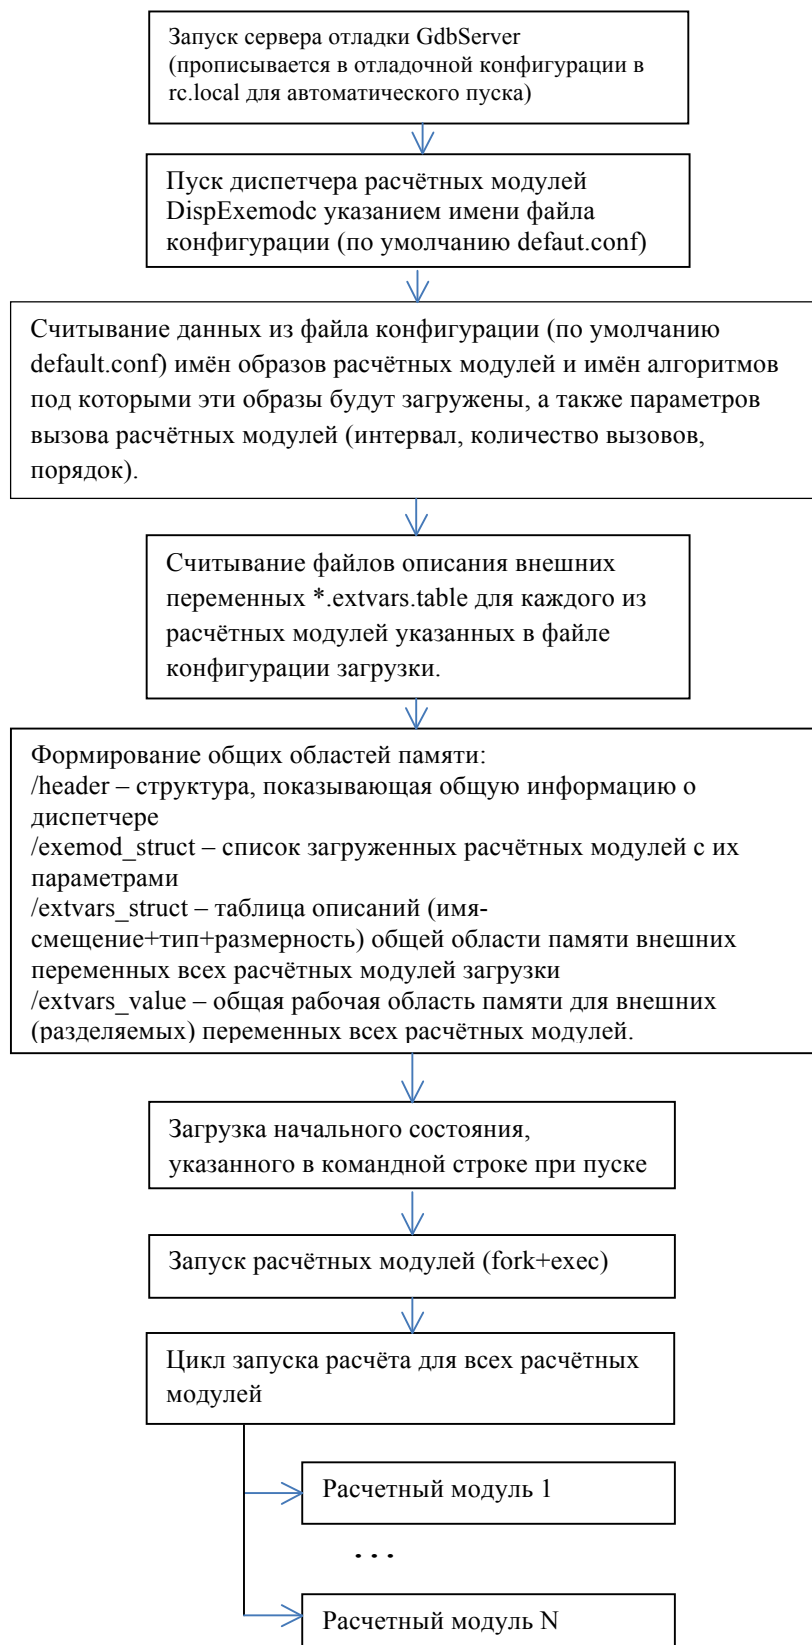 Запуск сервера отладки GdbServer
(прописывается в отладочной конфигурации в
rc.local для автоматического пуска)
Пуск диспетчера расчётных модулей
DispExemodc указанием имени файла
конфигурации (по умолчанию defaut.conf)
Считывание данных из файла конфигурации (по умолчанию
default.conf) имён образов расчётных модулей и имён алгоритмов
под которыми эти образы будут загружены, а также параметров
вызова расчётных модулей (интервал, количество вызовов,
порядок).
Считывание файлов описания внешних
переменных *.extvars.table для каждого из
расчётных модулей указанных в файле
конфигурации загрузки.
Формирование общих областей памяти:
/header – структура, показывающая общую информацию о
диспетчере
/exemod_struct – список загруженных расчётных модулей с их
параметрами
/extvars_struct – таблица описаний (имя-
смещение+тип+размерность) общей области памяти внешних
переменных всех расчётных модулей загрузки
/extvars_value – общая рабочая область памяти для внешних
(разделяемых) переменных всех расчётных модулей.
Загрузка начального состояния,
указанного в командной строке при пуске
Запуск расчётных модулей (fork+exec)
Цикл запуска расчёта для всех расчётных
модулей
Расчетный модуль 1
...
Расчетный модуль N